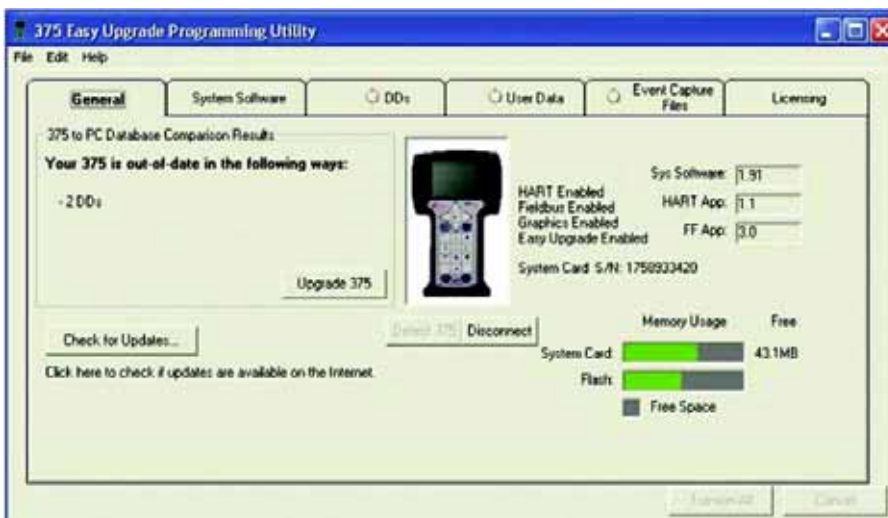 375 Easy Upgrade Programming Utility
File Edit Help
General
System Software
DDs
User Data
Event Capture
Files
Licensing
375 to PC Database Comparison Results
Your 375 is out-of-date in the following ways:
- 2 DDs
Upgrade 375
HART Enabled
Fieldbus Enabled
Graphics Enabled
Easy Upgrade Enabled
System Card S/N: 1758933420
Sys Software: 1.91
HART App: 1.1
FF App: 3.0
Check for Updates...
Click here to check if updates are available on the Internet.
Detect 375
Disconnect
Memory Usage Free
System Card: 43.1MB
Flash:
Free Space
Cancel